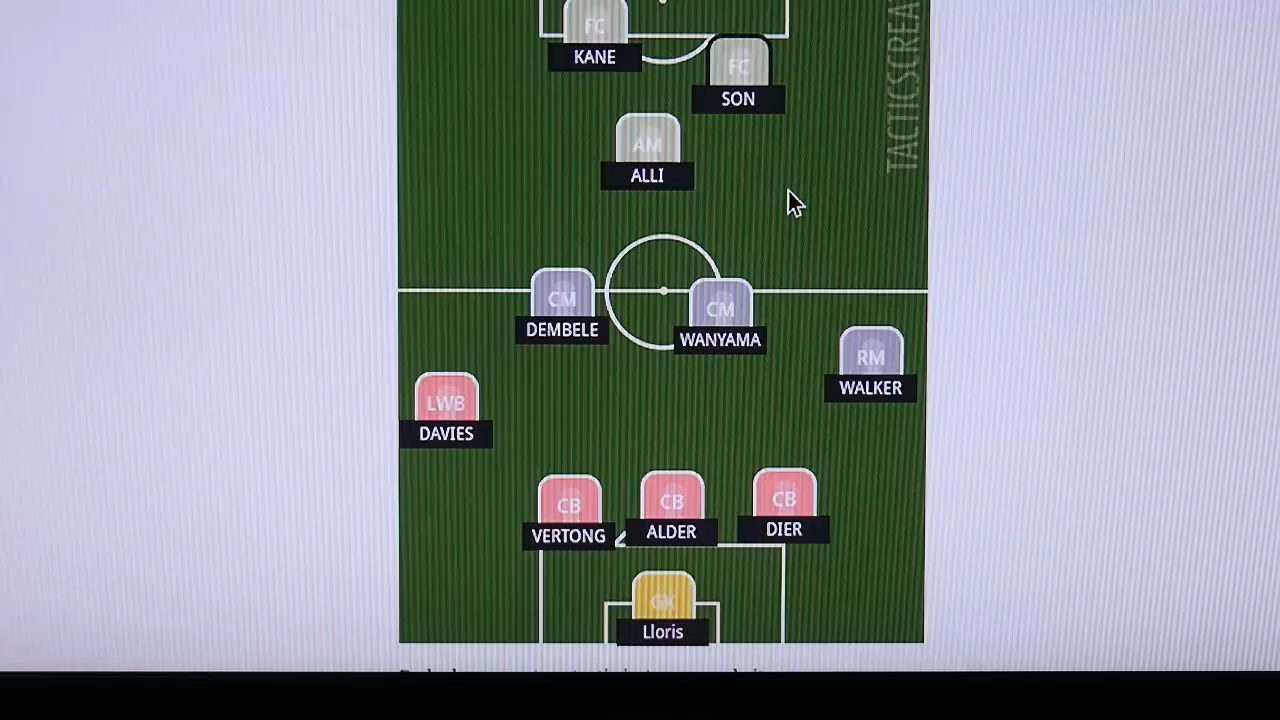 FC
KANE
FC
SON
TACTICSCREA
AM
ALLI
CM
DEMBELE
CM
WANYAMA
RM
WALKER
LWB
DAVIES
CB
VERTONG
CB
ALDER
CB
DIER
GK
Lloris